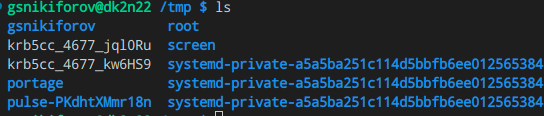 gsnikiforov@dk2n22 /tmp $ ls
gsnikiforov root
krb5cc_4677_jql0Ru screen
krb5cc_4677_kw6HS9 systemd-private-a5a5ba251c114d5bbfb6ee012565384
portage systemd-private-a5a5ba251c114d5bbfb6ee012565384
pulse-PKdhtXMmr18n systemd-private-a5a5ba251c114d5bbfb6ee012565384